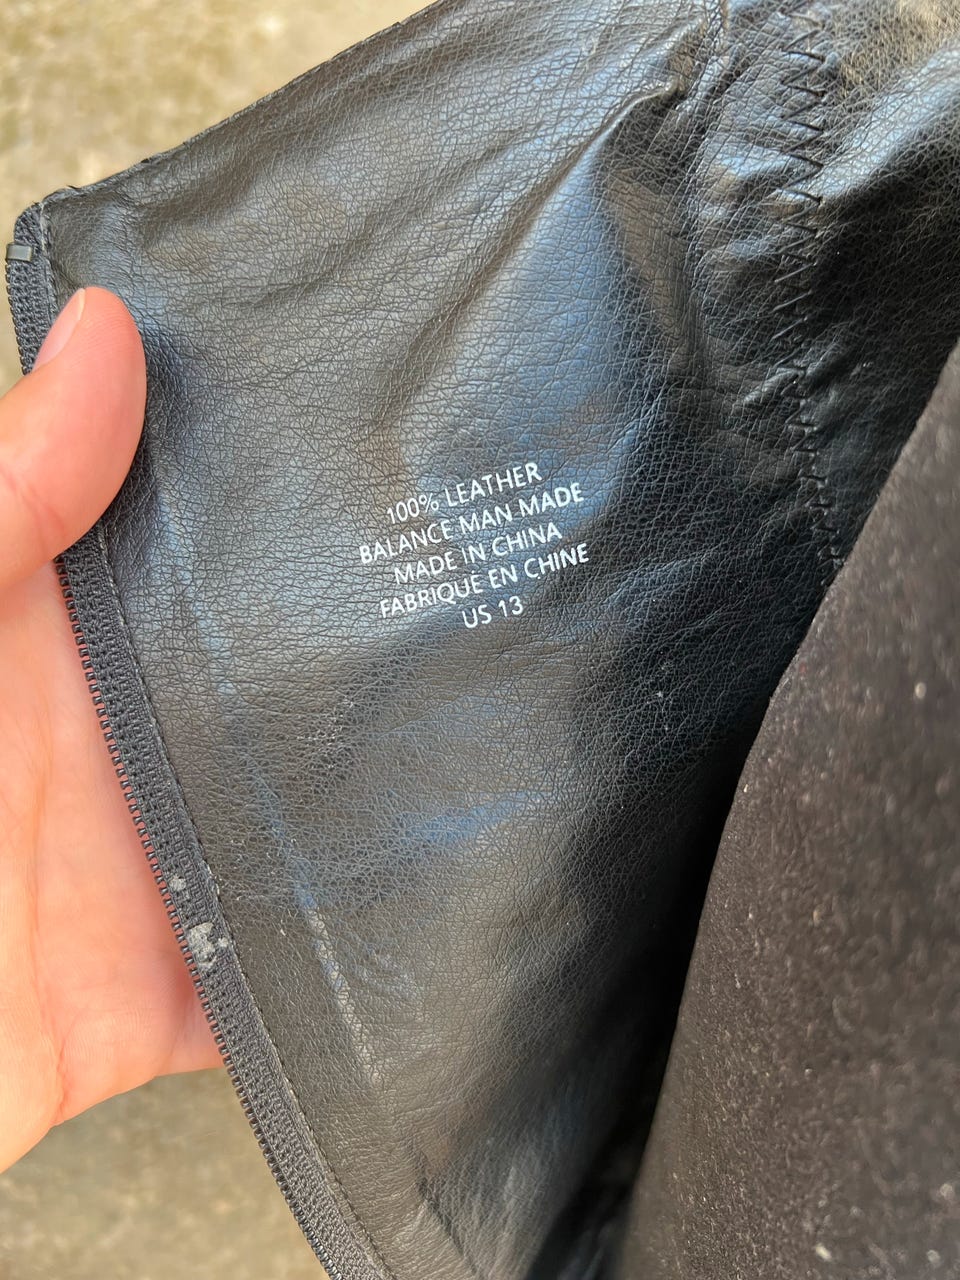 100% LEATHER
BALANCE MAN MADE
MADE IN CHINA
FABRIQUE EN CHINE
US 13